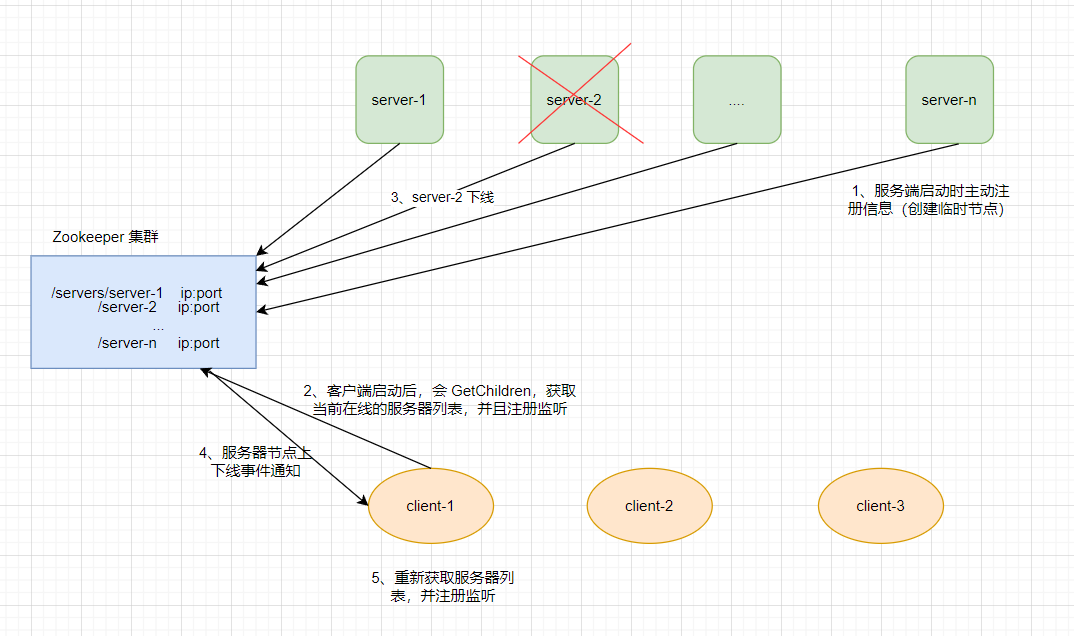 server-1
server-2
....
server-n
3、server-2 下线
1、服务端启动时主动注
册信息（创建临时节点）
Zookeeper 集群
/servers/server-1 ip:port
/server-2 ip:port
...
/server-n ip:port
2、客户端启动后，会 GetChildren，获取
当前在线的服务器列表，并且注册监听
4、服务器节点上
下线事件通知
client-1
client-2
client-3
5、重新获取服务器列
表，并注册监听